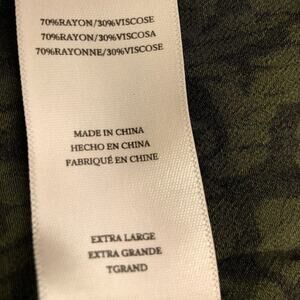 70%RAYON/30%VISCOSE
70%RAYON/30%VISCOSA
70%RAYONNE/30%VISCOSE
MADE IN CHINA
HECHO EN CHINA
FABRIQUÉ EN CHINE
EXTRA LARGE
EXTRA GRANDE
TGRAND